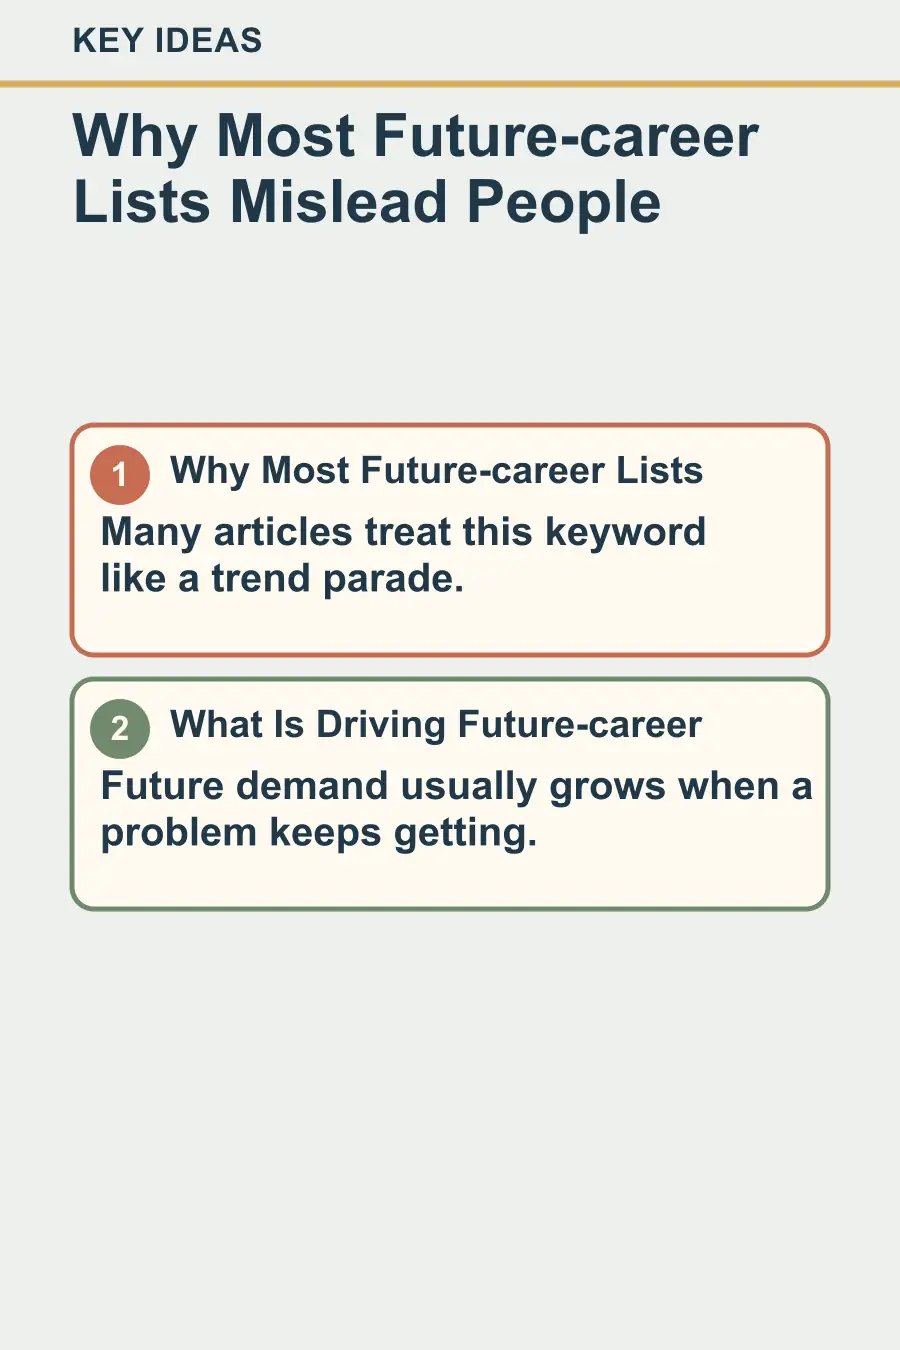 KEY IDEAS
Why Most Future-career
Lists Mislead People
1 Why Most Future-career Lists
Many articles treat this keyword
like a trend parade.
2 What Is Driving Future-career
Future demand usually grows when a
problem keeps getting.